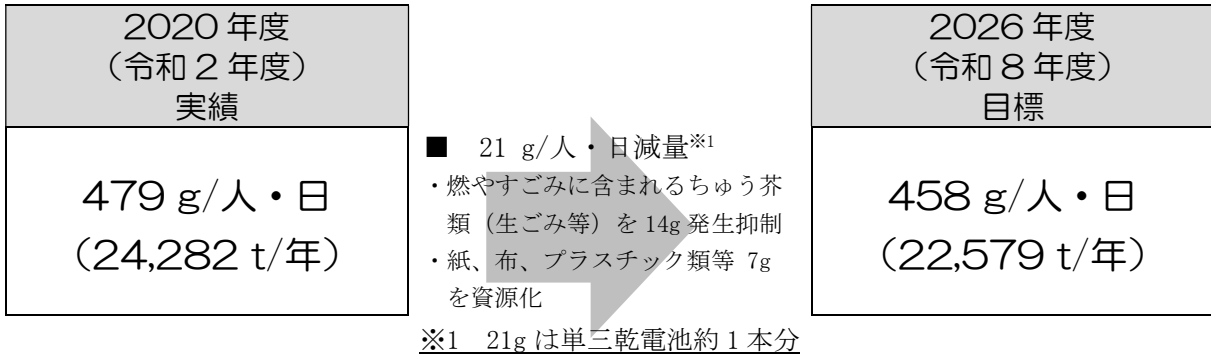 2020 年度
（令和 2 年度）
実績
479 g/人・日
（24,282 t/年）
■ 21 g/人・日減量※1
・燃やすごみに含まれるちゅう芥
類（生ごみ等）を 14g 発生抑制
・紙、布、プラスチック類等 7g
を資源化
※1 21g は単三乾電池約 1 本分
2026 年度
（令和 8 年度）
目標
458 g/人・日
（22,579 t/年）